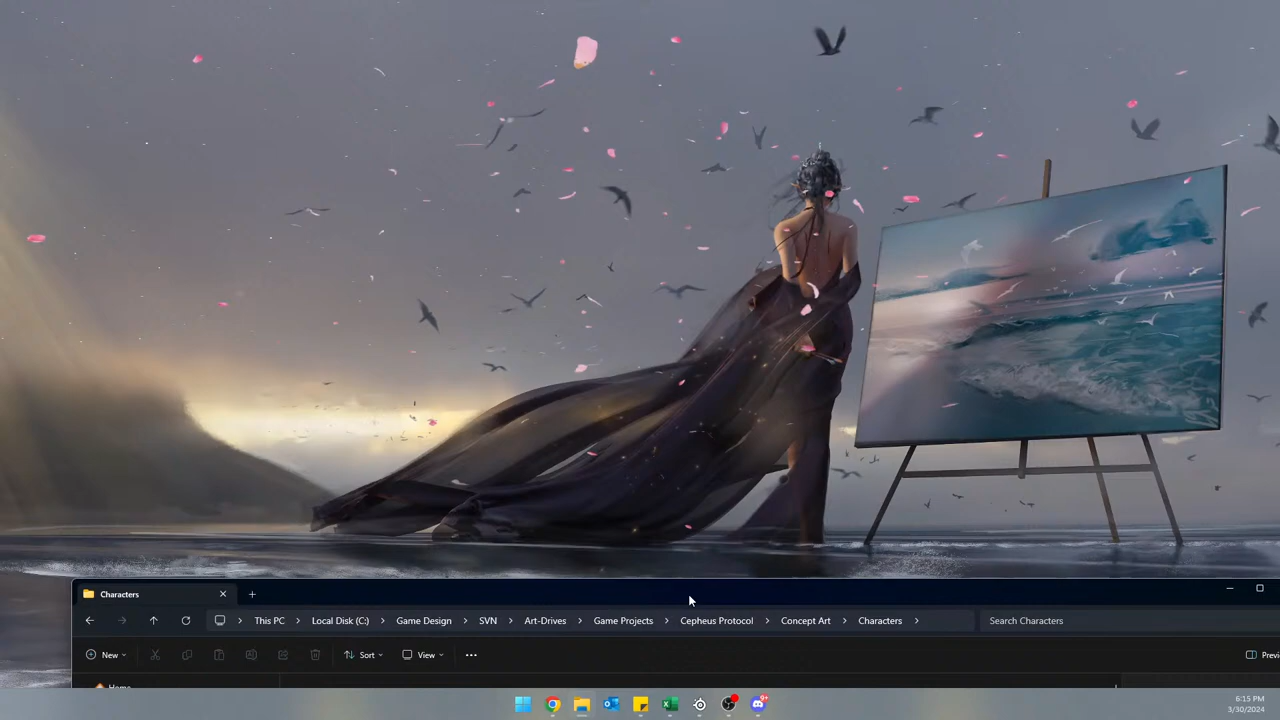 Characters
This PC > Local Disk (C:) > Game Design > SVN > Art-Drives > Game Projects > Cepheus Protocol > Concept Art > Characters >
Search Characters
New
Sort
View
Home
6:15 PM
3/30/2024